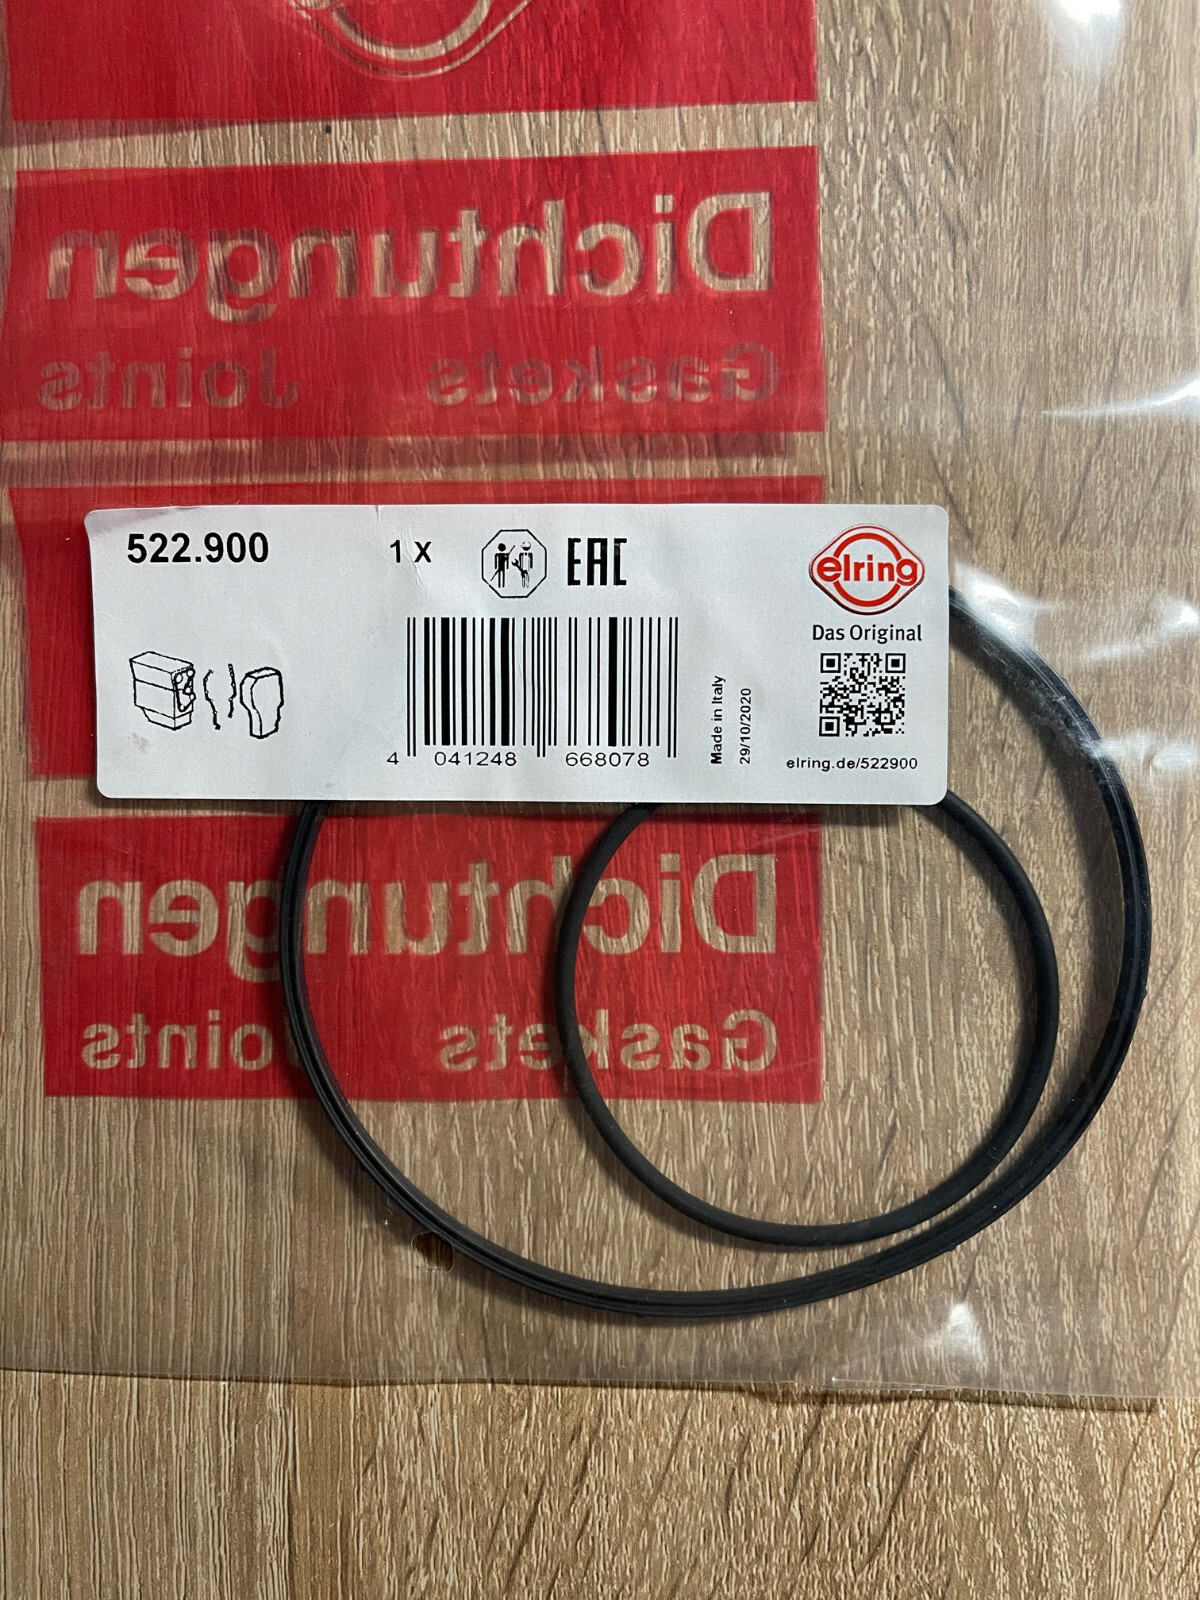 Dichtungen
Gaskets Joints
522.900
1 X
EAC
elring
Das Original
Made in Italy
29/10/2020
4 041248 668078
elring.de/522900
Dichtungen
Gaskets Joints